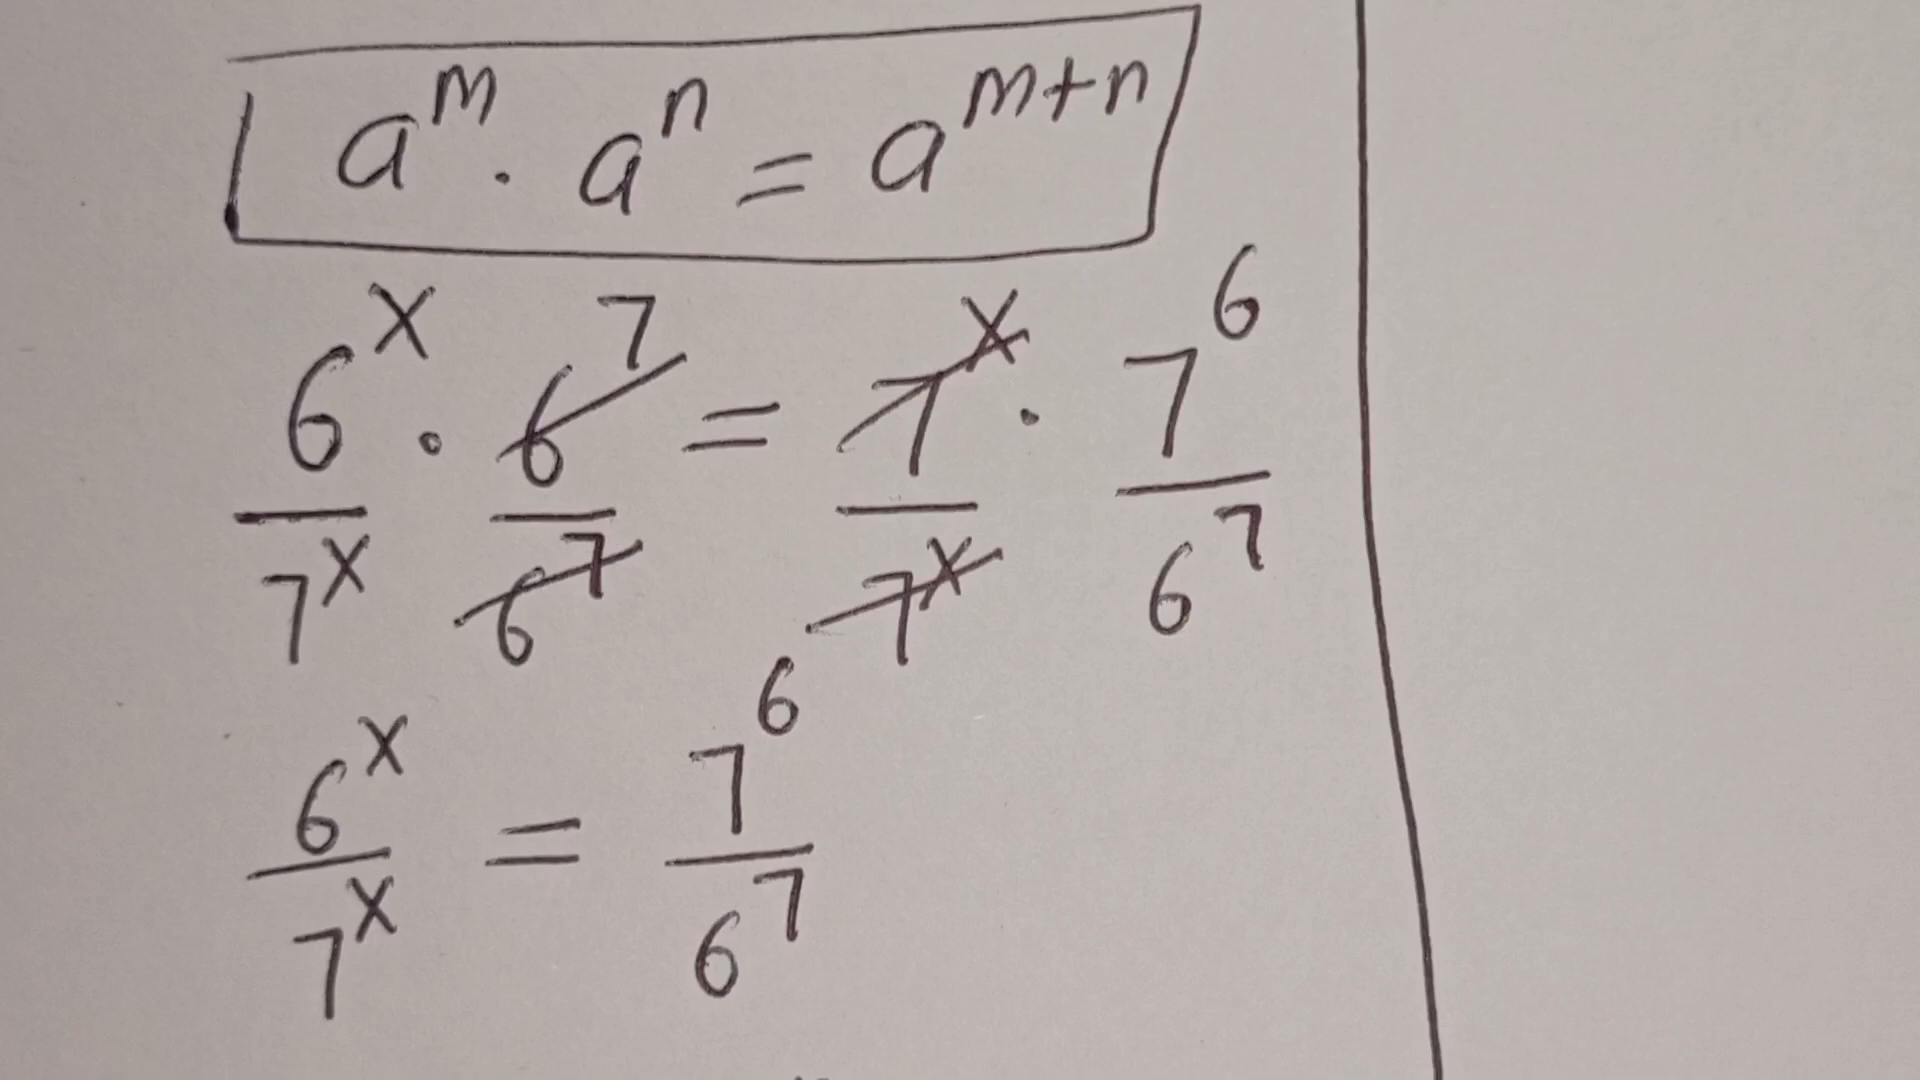 a^m · a^n = a^(m+n)
6^x/7^x · 6^7/6^7 = 7^x/7^x · 7^6/6^7
6^x/7^x = 7^6/6^7